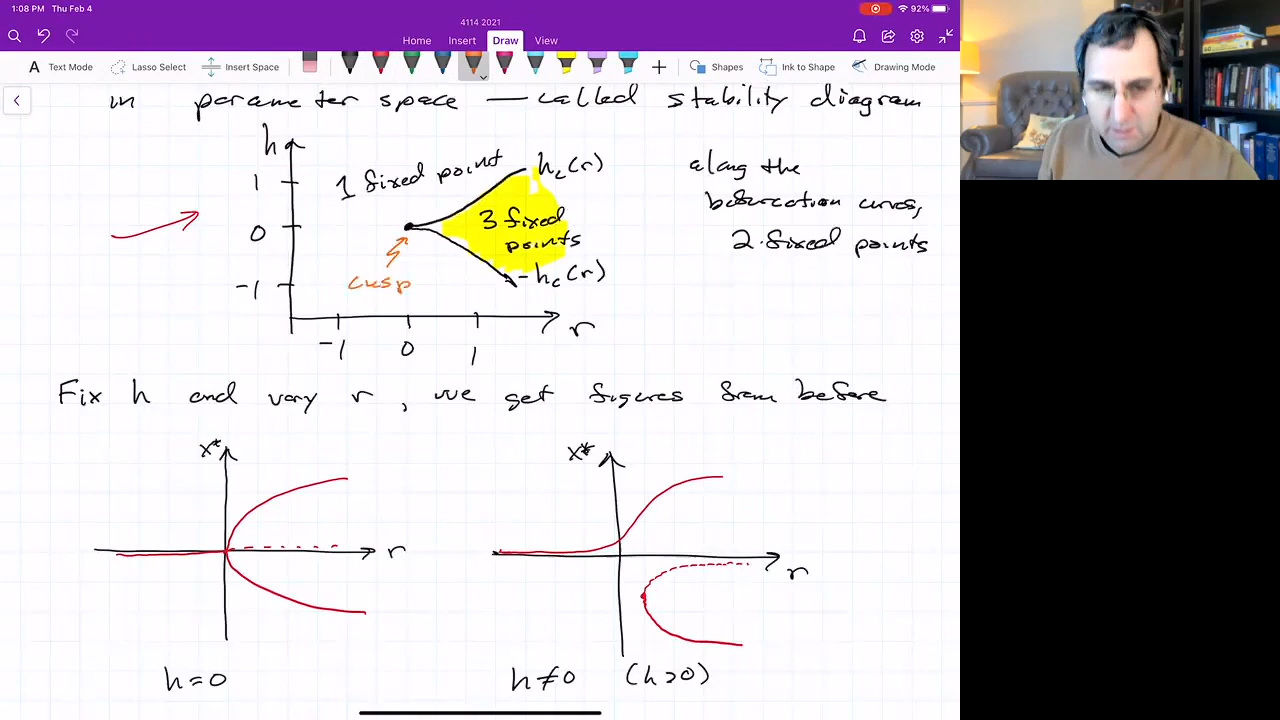 1:08 PM Thu Feb 4
92%
4114 2021
Home Insert Draw View
Text Mode Lasso Select Insert Space Shapes Ink to Shape Drawing Mode
in parameter space — called stability diagram
h
1
0
-1
1 fixed point
hc(r)
3 fixed
points
-hc(r)
cusp
-1 0 1
r
along the
bifurcation curves,
2 fixed points
Fix h and vary r, we get figures from before
x*
r
h=0
x*
r
h≠0 (h>0)